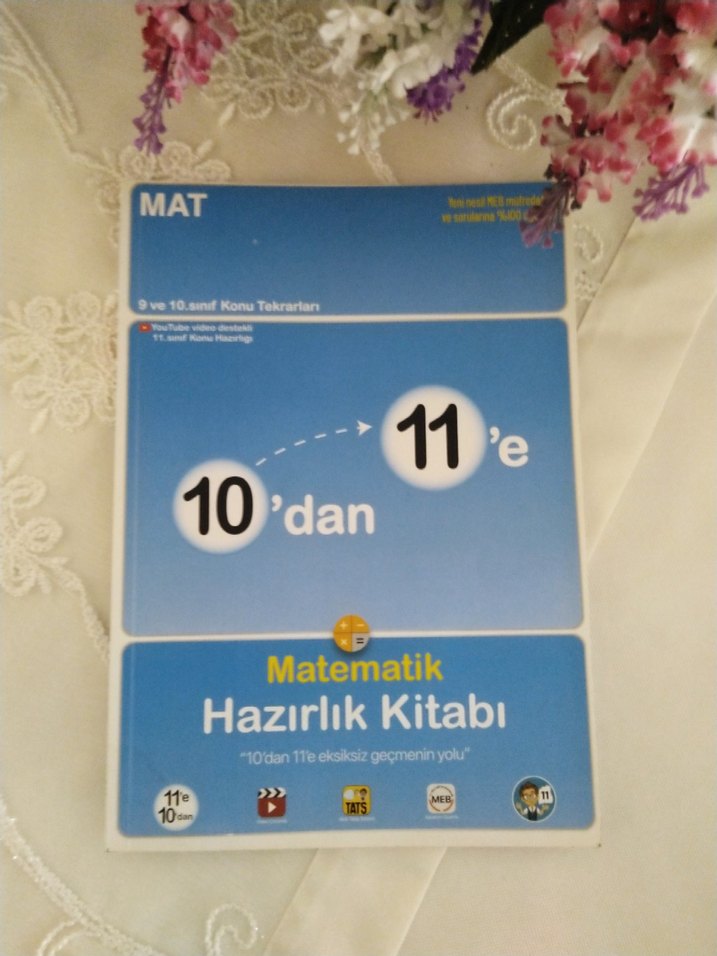 MAT
Yeni nesil MEB müfredat
ve sorularına %100
9 ve 10.sınıf Konu Tekrarları
YouTube video destekli
11.sınıf Konu Hazırlığı
11'e
10'dan
+ −
× =
Matematik
Hazırlık Kitabı
"10'dan 11'e eksiksiz geçmenin yolu"
11'e
10'dan
TATS
MEB
11